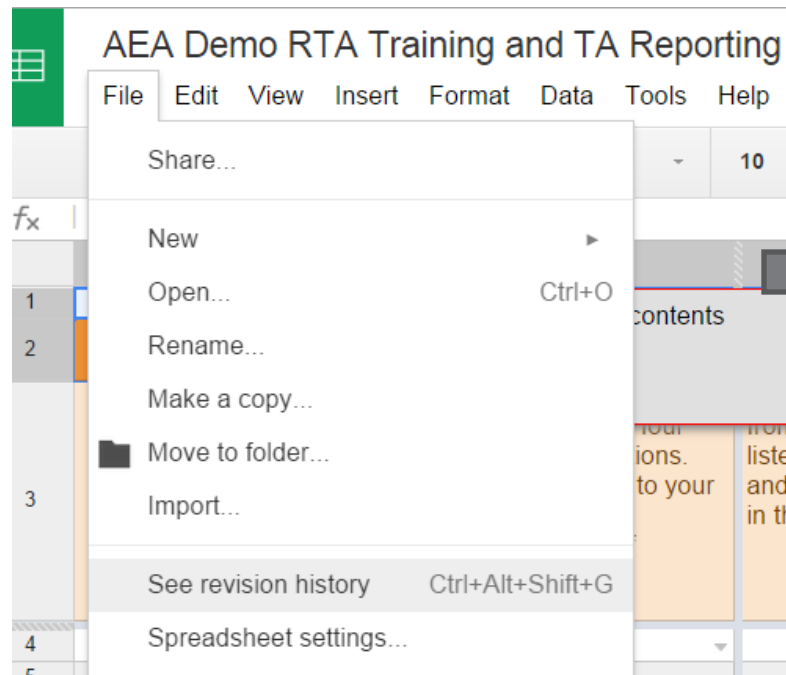 AEA Demo RTA Training and TA Reporting
File Edit View Insert Format Data Tools Help
Share...
10
fx
New
Open... Ctrl+O
1
contents
Rename...
2
Make a copy...
Move to folder...
ions. liste
to your and
3
Import...
in th
See revision history Ctrl+Alt+Shift+G
Spreadsheet settings...
4